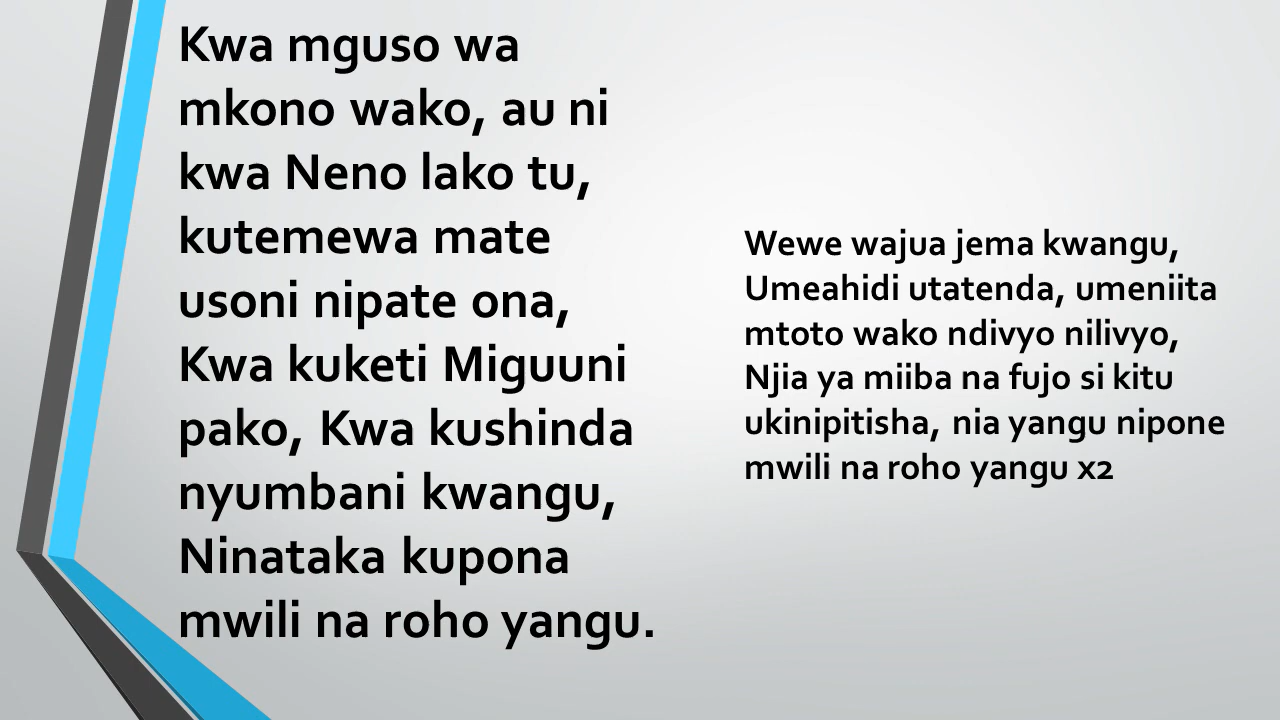 Kwa mguso wa
mkono wako, au ni
kwa Neno lako tu,
kutemewa mate
usoni nipate ona,
Kwa kuketi Miguuni
pako, Kwa kushinda
nyumbani kwangu,
Ninataka kupona
mwili na roho yangu.
Wewe wajua jema kwangu,
Umeahidi utatenda, umeniita
mtoto wako ndivyo nilivyo,
Njia ya miiba na fujo si kitu
ukinipitisha, nia yangu nipone
mwili na roho yangu x2